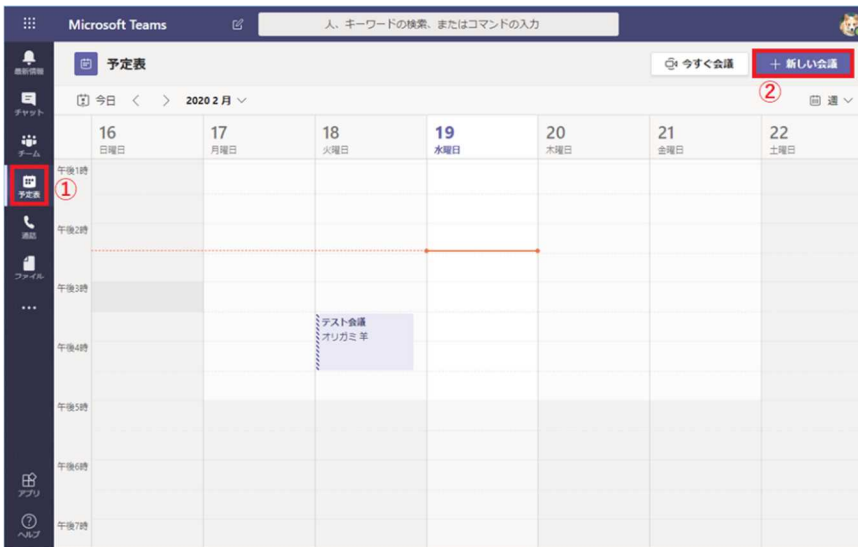 Microsoft Teams
人、キーワードの検索、またはコマンドの入力
最新情報
チャット
チーム
予定表
通話
ファイル
アプリ
ヘルプ
予定表
今すぐ会議
+ 新しい会議
①
②
今日 < > 2020 2 月
週
16 17 18 19 20 21 22
日曜日 月曜日 火曜日 水曜日 木曜日 金曜日 土曜日
午後1時
午後2時
午後3時
テスト会議
オリガミ 羊
午後4時
午後5時
午後6時
午後7時